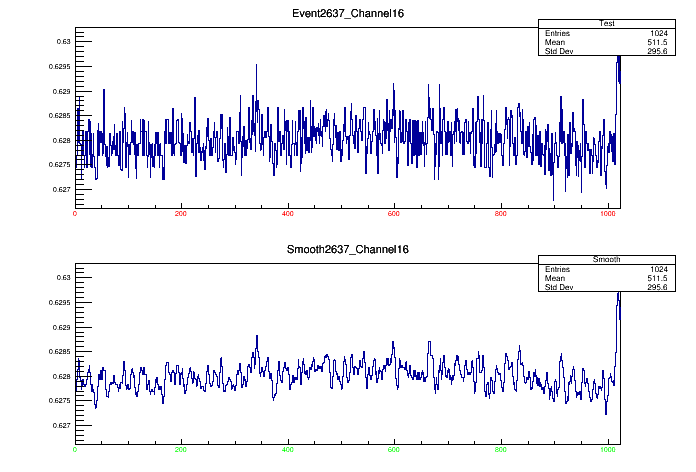 Event2637_Channel16
Test
Entries 1024
Mean 511.5
Std Dev 295.6
0.63
0.6295
0.629
0.6285
0.628
0.6275
0.627
0 200 400 600 800 1000
Smooth2637_Channel16
Smooth
Entries 1024
Mean 511.5
Std Dev 295.6
0.63
0.6295
0.629
0.6285
0.628
0.6275
0.627
0 200 400 600 800 1000